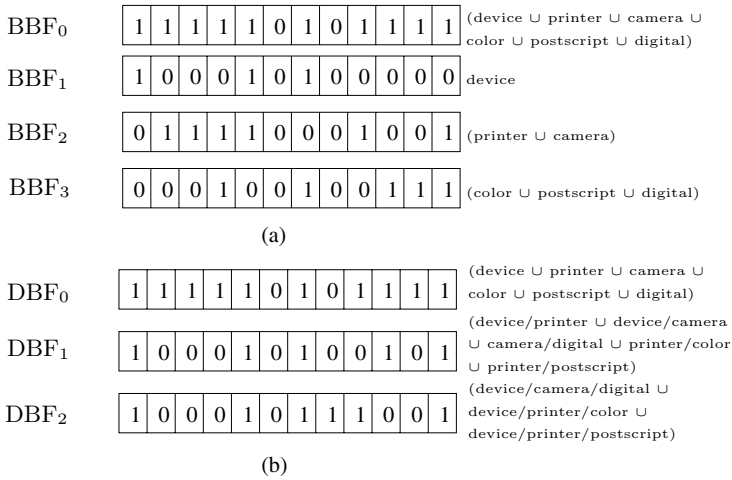 BBF₀ 1 1 1 1 1 0 1 0 1 1 1 1 (device ∪ printer ∪ camera ∪
color ∪ postscript ∪ digital)
BBF₁ 1 0 0 0 1 0 1 0 0 0 0 0 device
BBF₂ 0 1 1 1 1 0 0 0 1 0 0 1 (printer ∪ camera)
BBF₃ 0 0 0 1 0 0 1 0 0 1 1 1 (color ∪ postscript ∪ digital)
(a)
DBF₀ 1 1 1 1 1 0 1 0 1 1 1 1 (device ∪ printer ∪ camera ∪
color ∪ postscript ∪ digital)
(device/printer ∪ device/camera
DBF₁ 1 0 0 0 1 0 1 0 0 1 0 1 ∪ camera/digital ∪ printer/color
∪ printer/postscript)
(device/camera/digital ∪
DBF₂ 1 0 0 0 1 0 1 1 1 0 0 1 device/printer/color ∪
device/printer/postscript)
(b)